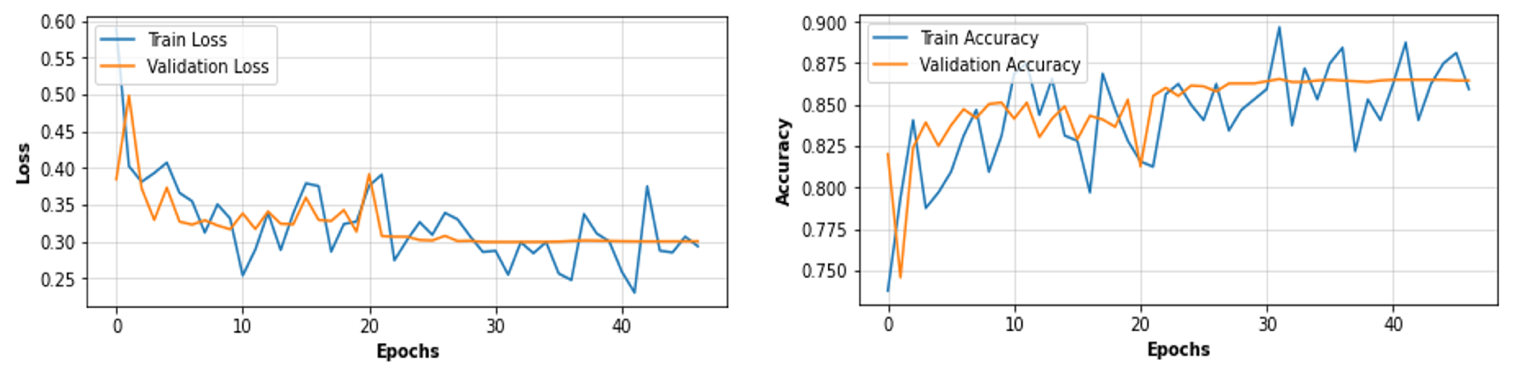 0.60
0.55
0.50
0.45
0.40
0.35
0.30
0.25
Loss
Train Loss
Validation Loss
0 10 20 30 40
Epochs
0.900
0.875
0.850
0.825
0.800
0.775
0.750
Accuracy
Train Accuracy
Validation Accuracy
0 10 20 30 40
Epochs